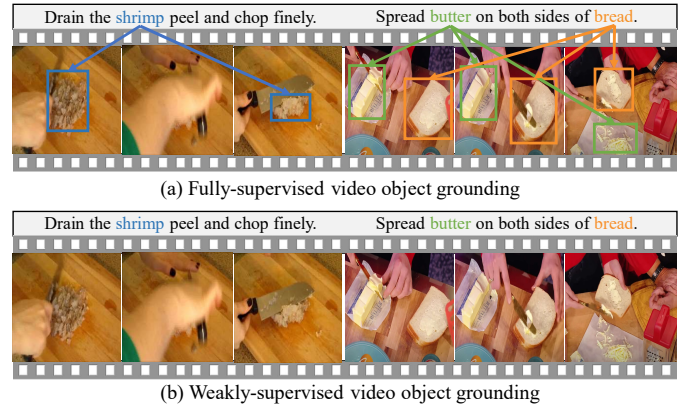 Drain the shrimp peel and chop finely. Spread butter on both sides of bread.
(a) Fully-supervised video object grounding
Drain the shrimp peel and chop finely. Spread butter on both sides of bread.
(b) Weakly-supervised video object grounding